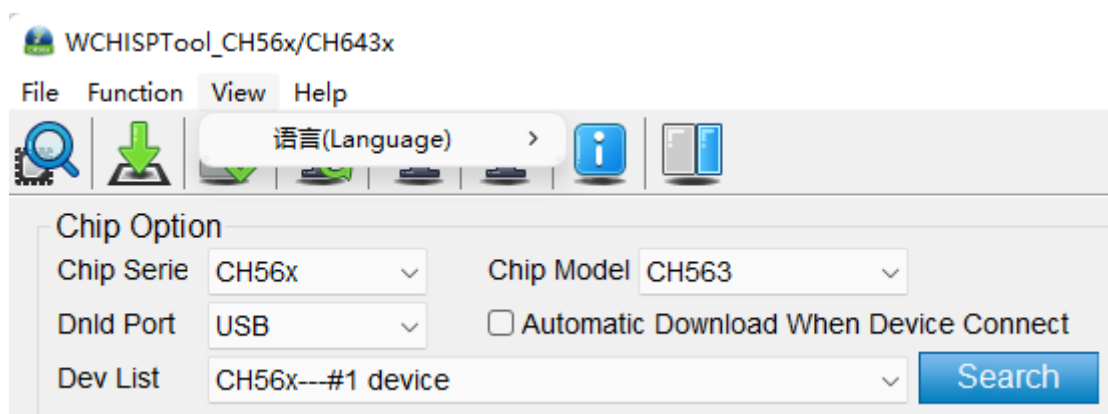 WCHISPTool_CH56x/CH643x
File Function View Help
语言(Language) >
Chip Option
Chip Serie CH56x Chip Model CH563
Dnld Port USB Automatic Download When Device Connect
Dev List CH56x---#1 device Search